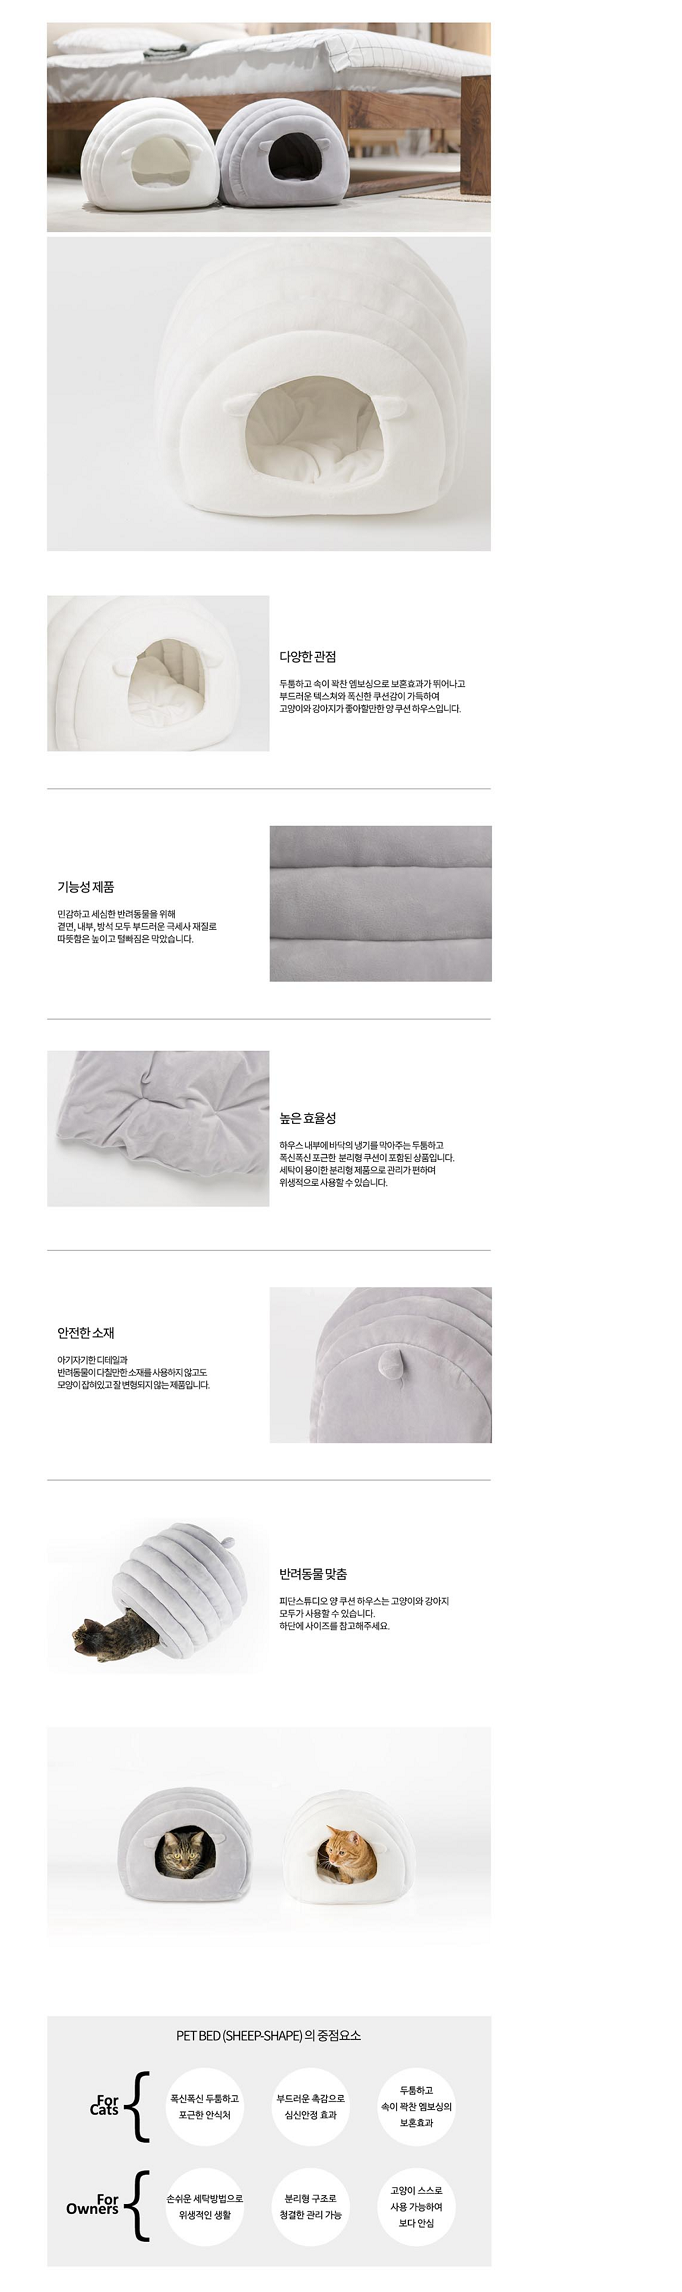 다양한 관점
두툼하고 속이 꽉찬 엠보싱으로 보혼효과가 뛰어나고
부드러운 텍스쳐와 폭신한 쿠션감이 가득하여
고양이와 강아지가 좋아할만한 양 쿠션 하우스입니다.
기능성 제품
민감하고 세심한 반려동물을 위해
겉면, 내부, 방석 모두 부드러운 극세사 재질로
따뜻함은 높이고 털빠짐은 막았습니다.
높은 효율성
하우스 내부에 바닥의 냉기를 막아주는 두툼하고
폭신폭신 포근한 분리형 쿠션이 포함된 상품입니다.
세탁이 용이한 분리형 제품으로 관리가 편하며
위생적으로 사용할 수 있습니다.
안전한 소재
아기자기한 디테일과
반려동물이 다칠만한 소재를 사용하지 않고도
모양이 잡혀있고 잘 변형되지 않는 제품입니다.
반려동물 맞춤
피단스튜디오 양 쿠션 하우스는 고양이와 강아지
모두가 사용할 수 있습니다.
하단에 사이즈를 참고해주세요.
PET BED (SHEEP-SHAPE) 의 중점요소
For
Cats
폭신폭신 두툼하고
포근한 안식처
부드러운 촉감으로
심신안정 효과
두툼하고
속이 꽉찬 엠보싱의
보혼효과
For
Owners
손쉬운 세탁방법으로
위생적인 생활
분리형 구조로
청결한 관리 가능
고양이 스스로
사용 가능하여
보다 안심